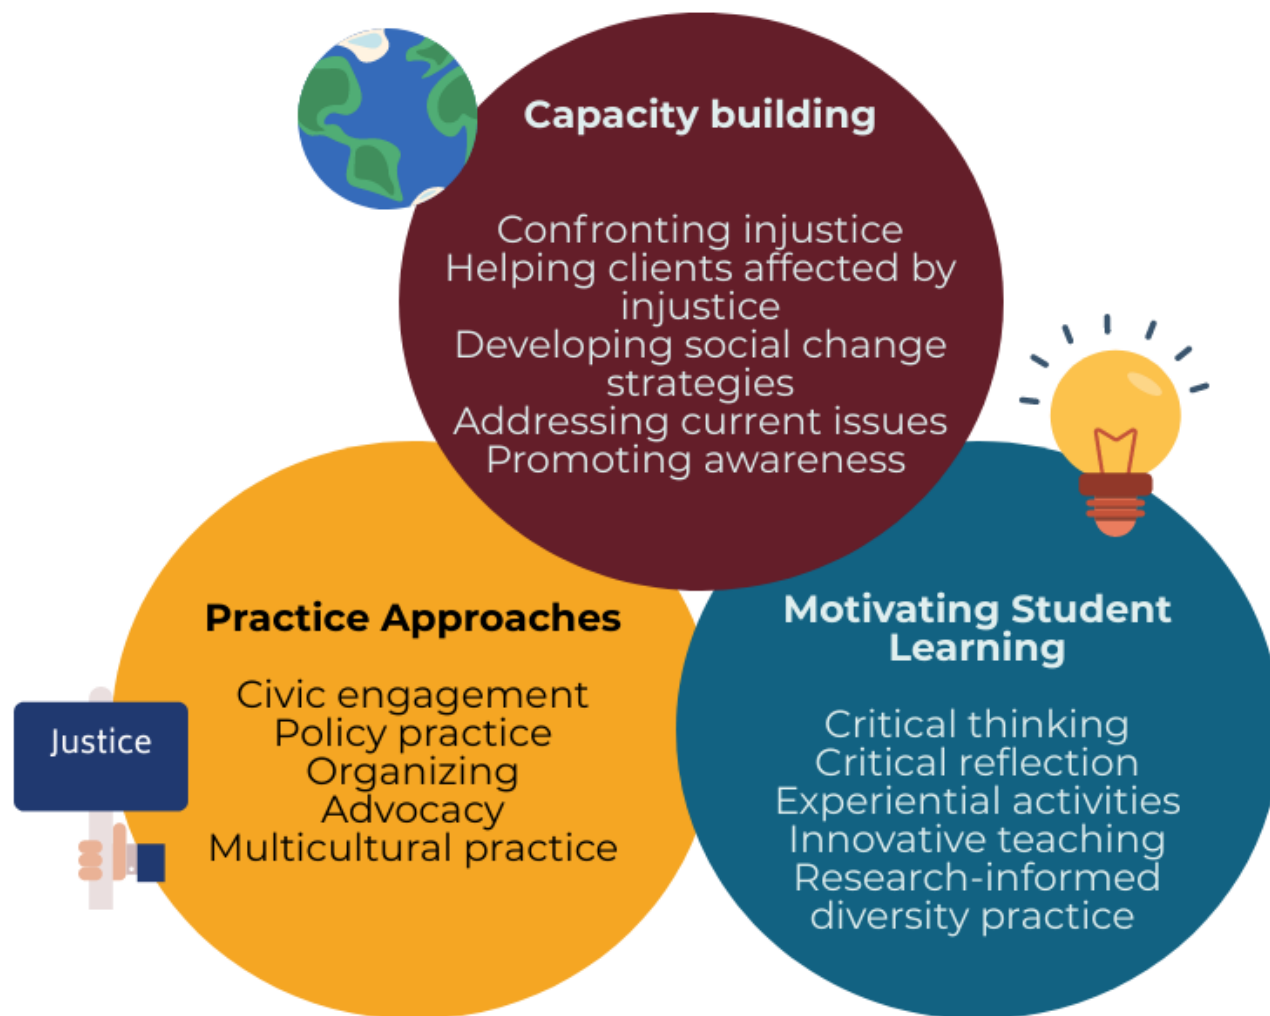 Capacity building
Confronting injustice
Helping clients affected by
injustice
Developing social change
strategies
Addressing current issues
Promoting awareness
Practice Approaches
Civic engagement
Policy practice
Organizing
Advocacy
Multicultural practice
Justice
Motivating Student
Learning
Critical thinking
Critical reflection
Experiential activities
Innovative teaching
Research-informed
diversity practice